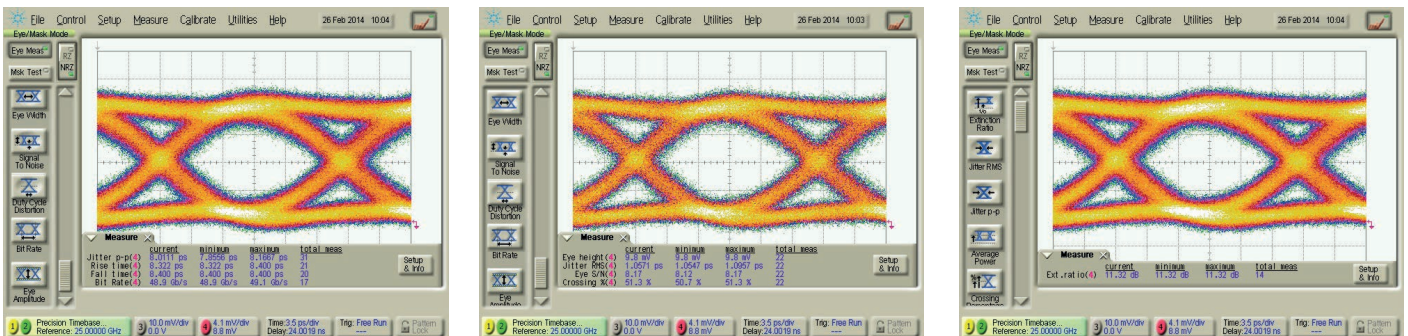 File Control Setup Measure Calibrate Utilities Help 26 Feb 2014 10:04
Eye/Mask Mode
Eye Meas
RZ
NRZ
Msk Test
Eye Width
Signal
To Noise
Duty Cycle
Distortion
Bit Rate
Eye
Amplitude
Measure
current minimum maximum total meas
Jitter p-p(4) 8.0111 ps 7.8556 ps 8.1667 ps 31
Rise time(4) 8.322 ps 8.322 ps 8.400 ps 21
Fall time(4) 8.400 ps 8.400 ps 8.400 ps 20
Bit Rate(4) 48.9 Gb/s 48.9 Gb/s 49.1 Gb/s 17
Setup
& Info
1 2 Precision Timebase...
Reference: 25.00000 GHz
3 10.0 mV/div
0.0 V
4 4.1 mV/div
8.8 mV
Time:3.5 ps/div
Delay:24.0019 ns
Trig: Free Run
---
Pattern
Lock
File Control Setup Measure Calibrate Utilities Help 26 Feb 2014 10:03
Eye/Mask Mode
Eye Meas
RZ
NRZ
Msk Test
Eye Width
Signal
To Noise
Duty Cycle
Distortion
Bit Rate
Eye
Amplitude
Measure
current minimum maximum total meas
Eye height(4) 9.8 mV 9.8 mV 9.8 mV 22
Jitter RMS(4) 1.0571 ps 1.0547 ps 1.0957 ps 22
Eye S/N(4) 8.17 8.12 8.17 22
Crossing %(4) 51.3 % 50.7 % 51.3 % 22
Setup
& Info
1 2 Precision Timebase...
Reference: 25.00000 GHz
3 10.0 mV/div
0.0 V
4 4.1 mV/div
8.8 mV
Time:3.5 ps/div
Delay:24.0019 ns
Trig: Free Run
---
Pattern
Lock
File Control Setup Measure Calibrate Utilities Help 26 Feb 2014 10:04
Eye/Mask Mode
Eye Meas
RZ
NRZ
Msk Test
Extinction
Ratio
Jitter RMS
Jitter p-p
Average
Power
Crossing
Measure
current minimum maximum total meas
Ext.ratio(4) 11.32 dB 11.32 dB 11.32 dB 14
Setup
& Info
1 2 Precision Timebase...
Reference: 25.00000 GHz
3 10.0 mV/div
0.0 V
4 4.1 mV/div
8.8 mV
Time:3.5 ps/div
Delay:24.0019 ns
Trig: Free Run
---
Pattern
Lock